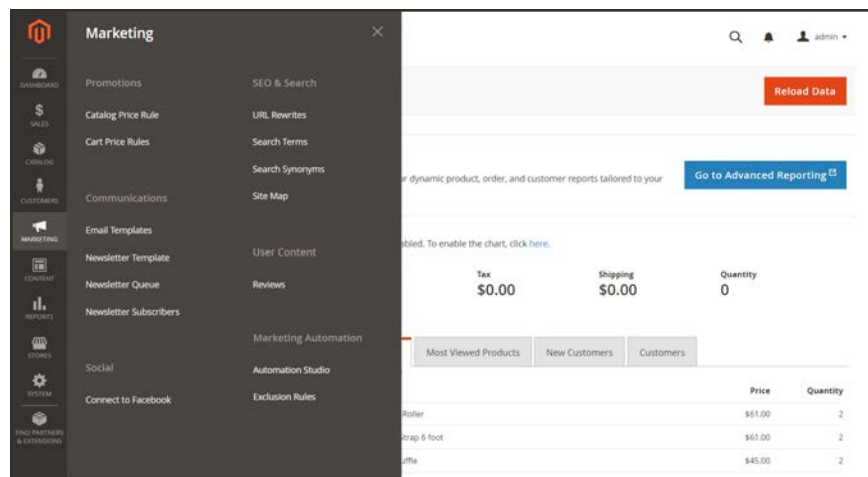 DASHBOARD
SALES
CATALOG
CUSTOMERS
MARKETING
CONTENT
REPORTS
STORES
SYSTEM
FIND PARTNERS
& EXTENSIONS
Marketing
Promotions
Catalog Price Rule
Cart Price Rules
Communications
Email Templates
Newsletter Template
Newsletter Queue
Newsletter Subscribers
Social
Connect to Facebook
SEO & Search
URL Rewrites
Search Terms
Search Synonyms
Site Map
User Content
Reviews
Marketing Automation
Automation Studio
Exclusion Rules
admin
Reload Data
r dynamic product, order, and customer reports tailored to your
Go to Advanced Reporting
abled. To enable the chart, click here.
Tax Shipping Quantity
$0.00 $0.00 0
Most Viewed Products New Customers Customers
Price Quantity
Roller $61.00 2
Strap 6 foot $61.00 2
uffle $45.00 2